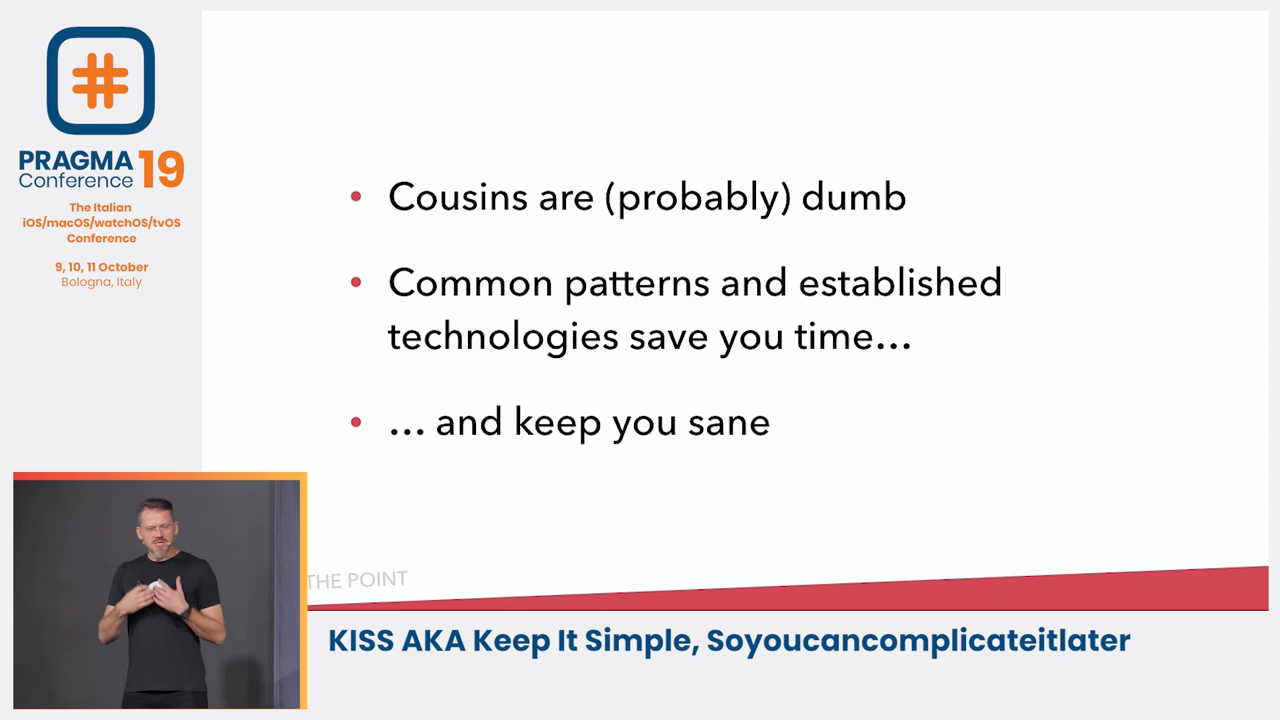 PRAGMA 19
Conference
The Italian
iOS/macOS/watchOS/tvOS
Conference
9, 10, 11 October
Bologna, Italy
• Cousins are (probably) dumb
• Common patterns and established
technologies save you time…
• … and keep you sane
THE POINT
KISS AKA Keep It Simple, Soyoucancomplicateitlater